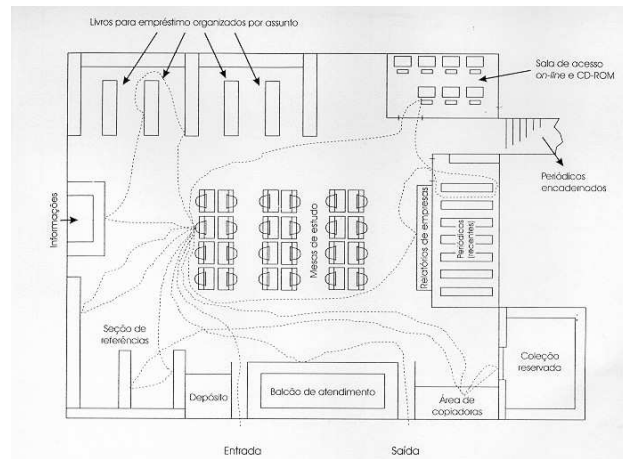 Livros para empréstimo organizados por assunto
Sala de acesso
on-line e CD-ROM
Periódicos
encadernados
Informações
Mesas de estudo
Relatórios de empresas
Periódicos
(recentes)
Seção de
referências
Coleção
reservada
Depósito
Balcão de atendimento
Área de
copiadoras
Entrada
Saída